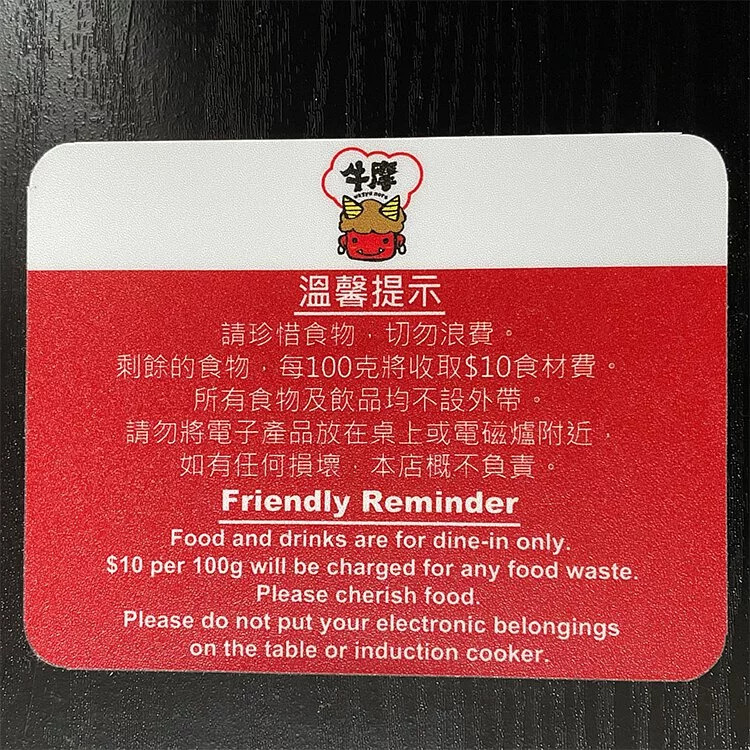 牛摩
溫馨提示
請珍惜食物，切勿浪費。
剩餘的食物，每100克將收取$10食材費。
所有食物及飲品均不設外帶。
請勿將電子產品放在桌上或電磁爐附近，
如有任何損壞，本店概不負責。
Friendly Reminder
Food and drinks are for dine-in only.
$10 per 100g will be charged for any food waste.
Please cherish food.
Please do not put your electronic belongings
on the table or induction cooker.